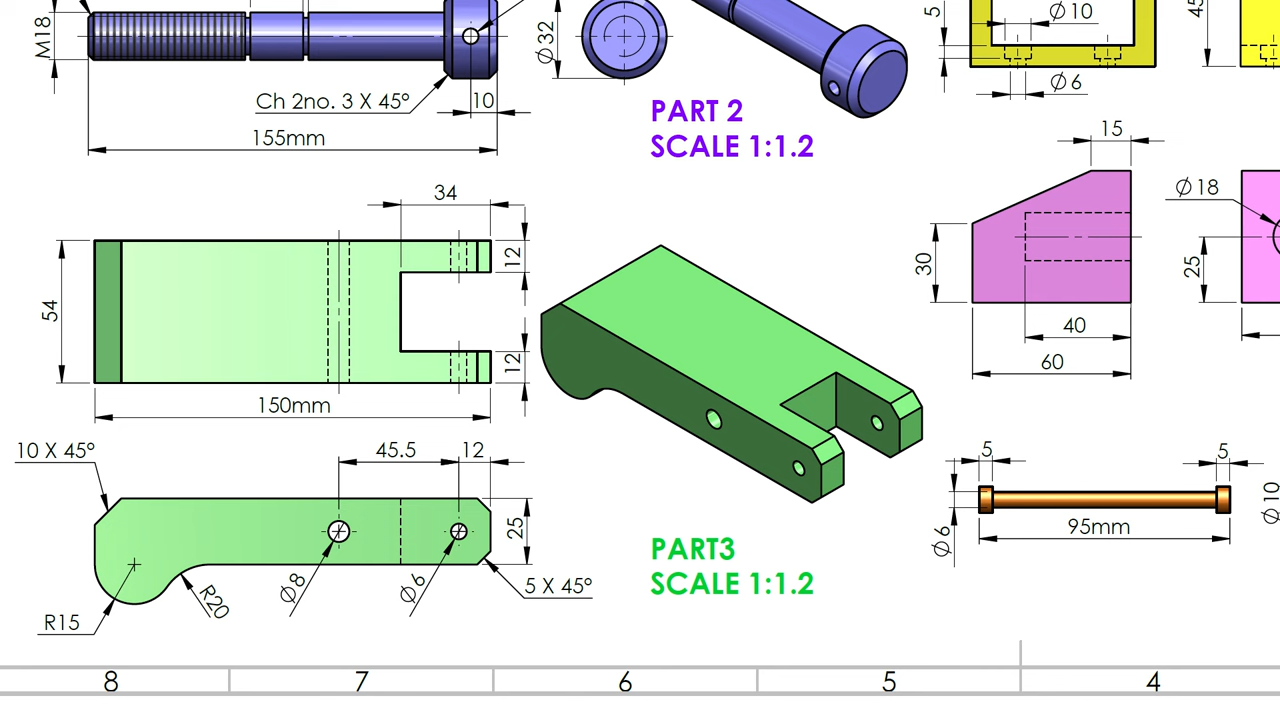 M18
Ch 2no. 3 X 45°
10
155mm
Ø32
PART 2
SCALE 1:1.2
5
Ø10
Ø6
15
34
12
54
12
150mm
30
40
60
Ø18
25
10 X 45°
45.5
12
25
Ø8
Ø6
R20
R15
5 X 45°
PART3
SCALE 1:1.2
5
5
Ø6
95mm
Ø10
8
7
6
5
4